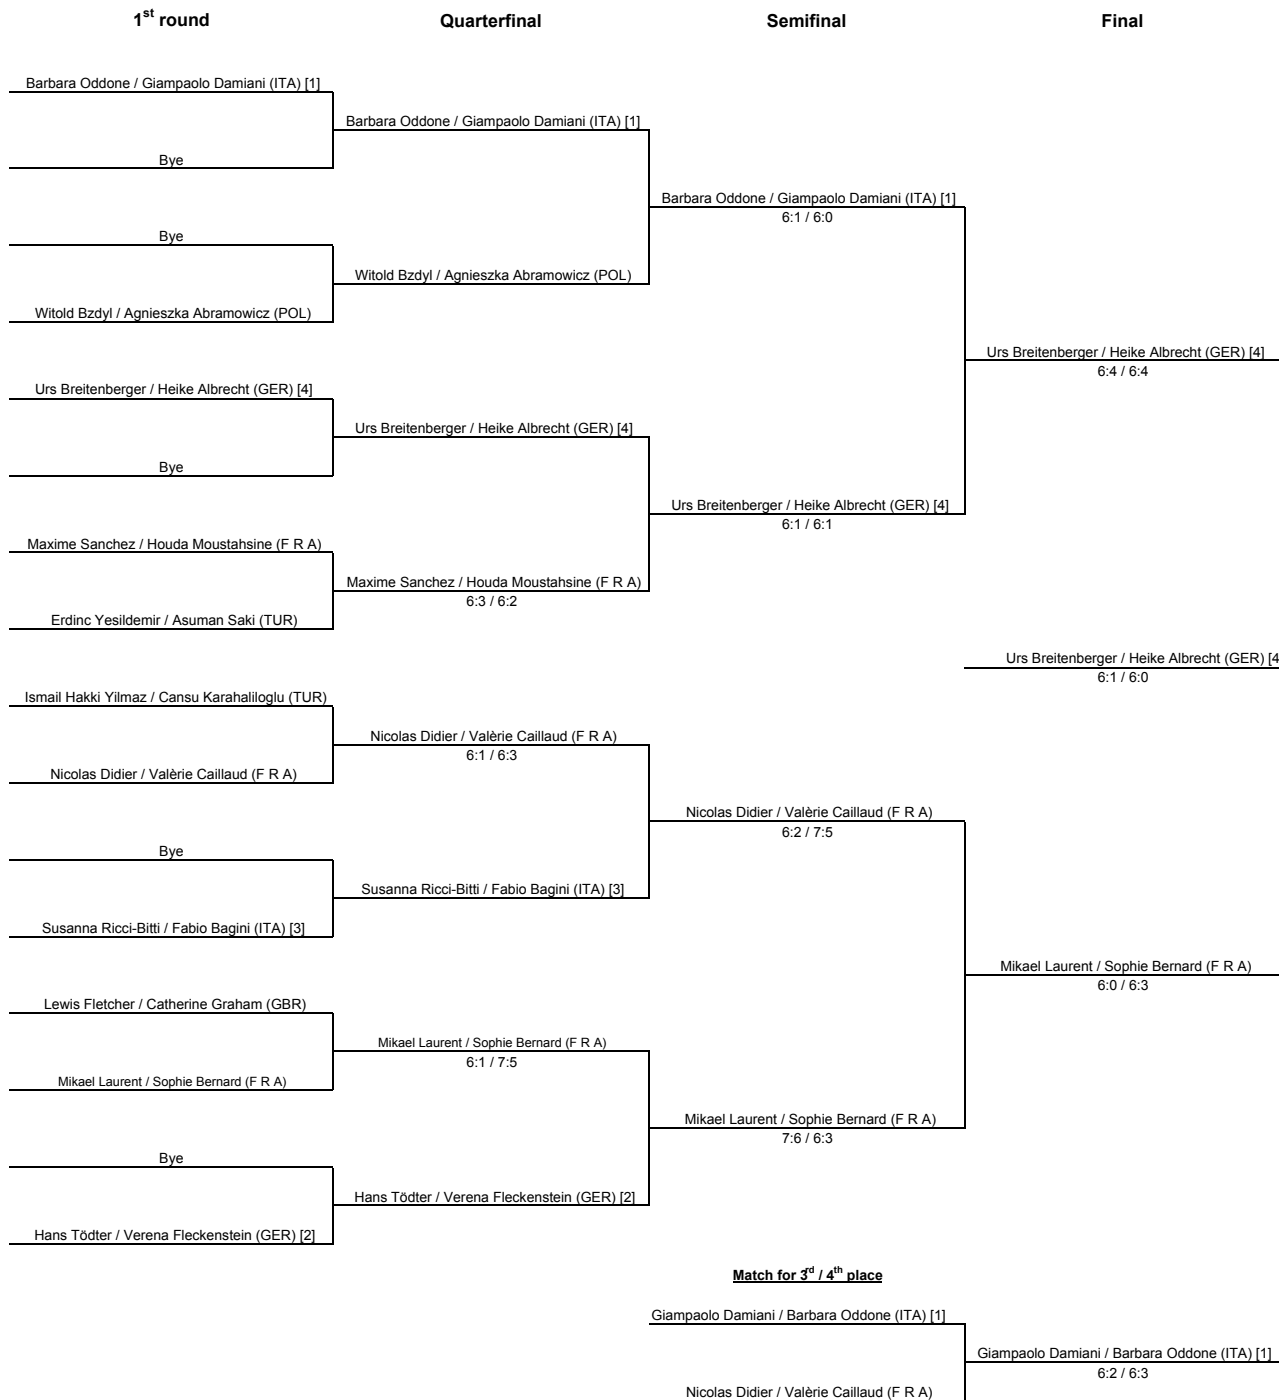 1st round Quarterfinal Semifinal Final
Barbara Oddone / Giampaolo Damiani (ITA) [1]
Barbara Oddone / Giampaolo Damiani (ITA) [1]
Bye
Barbara Oddone / Giampaolo Damiani (ITA) [1]
6:1 / 6:0
Bye
Witold Bzdyl / Agnieszka Abramowicz (POL)
Witold Bzdyl / Agnieszka Abramowicz (POL)
Urs Breitenberger / Heike Albrecht (GER) [4]
6:4 / 6:4
Urs Breitenberger / Heike Albrecht (GER) [4]
Urs Breitenberger / Heike Albrecht (GER) [4]
Bye
Urs Breitenberger / Heike Albrecht (GER) [4]
6:1 / 6:1
Maxime Sanchez / Houda Moustahsine (F R A)
Maxime Sanchez / Houda Moustahsine (F R A)
6:3 / 6:2
Erdinc Yesildemir / Asuman Saki (TUR)
Urs Breitenberger / Heike Albrecht (GER) [4
6:1 / 6:0
Ismail Hakki Yilmaz / Cansu Karahaliloglu (TUR)
Nicolas Didier / Valèrie Caillaud (F R A)
6:1 / 6:3
Nicolas Didier / Valèrie Caillaud (F R A)
Nicolas Didier / Valèrie Caillaud (F R A)
6:2 / 7:5
Bye
Susanna Ricci-Bitti / Fabio Bagini (ITA) [3]
Susanna Ricci-Bitti / Fabio Bagini (ITA) [3]
Mikael Laurent / Sophie Bernard (F R A)
6:0 / 6:3
Lewis Fletcher / Catherine Graham (GBR)
Mikael Laurent / Sophie Bernard (F R A)
6:1 / 7:5
Mikael Laurent / Sophie Bernard (F R A)
Mikael Laurent / Sophie Bernard (F R A)
7:6 / 6:3
Bye
Hans Tödter / Verena Fleckenstein (GER) [2]
Hans Tödter / Verena Fleckenstein (GER) [2]
Match for 3rd / 4th place
Giampaolo Damiani / Barbara Oddone (ITA) [1]
Giampaolo Damiani / Barbara Oddone (ITA) [1]
6:2 / 6:3
Nicolas Didier / Valèrie Caillaud (F R A)